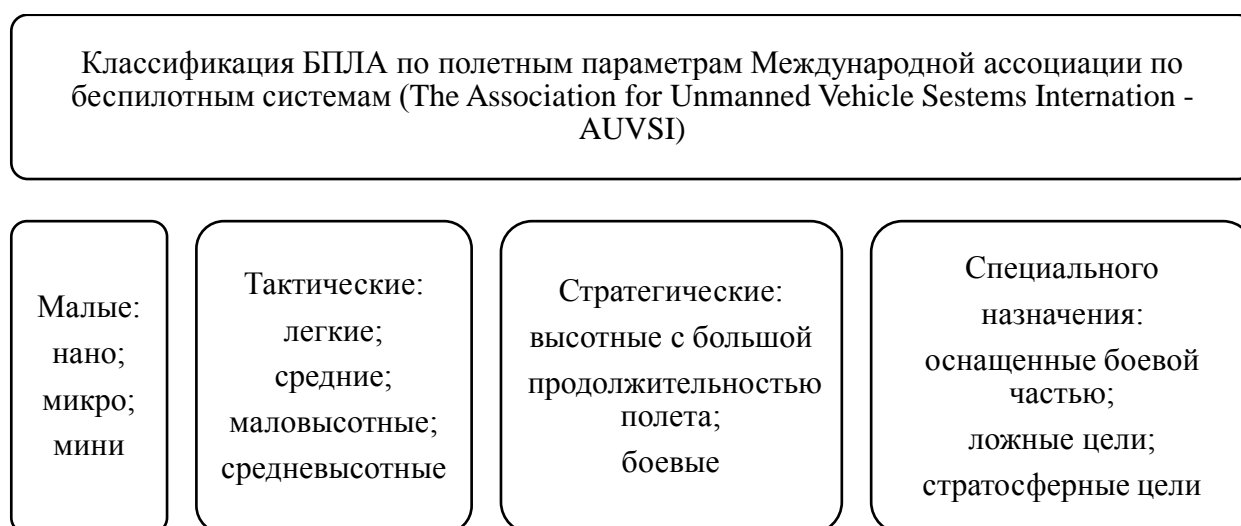 Классификация БПЛА по полетным параметрам Международной ассоциации по
беспилотным системам (The Association for Unmanned Vehicle Sestems Internation -
AUVSI)
Малые:
нано;
микро;
мини
Тактические:
легкие;
средние;
маловысотные;
средневысотные
Стратегические:
высотные с большой
продолжительностью
полета;
боевые
Специального
назначения:
оснащенные боевой
частью;
ложные цели;
стратосферные цели